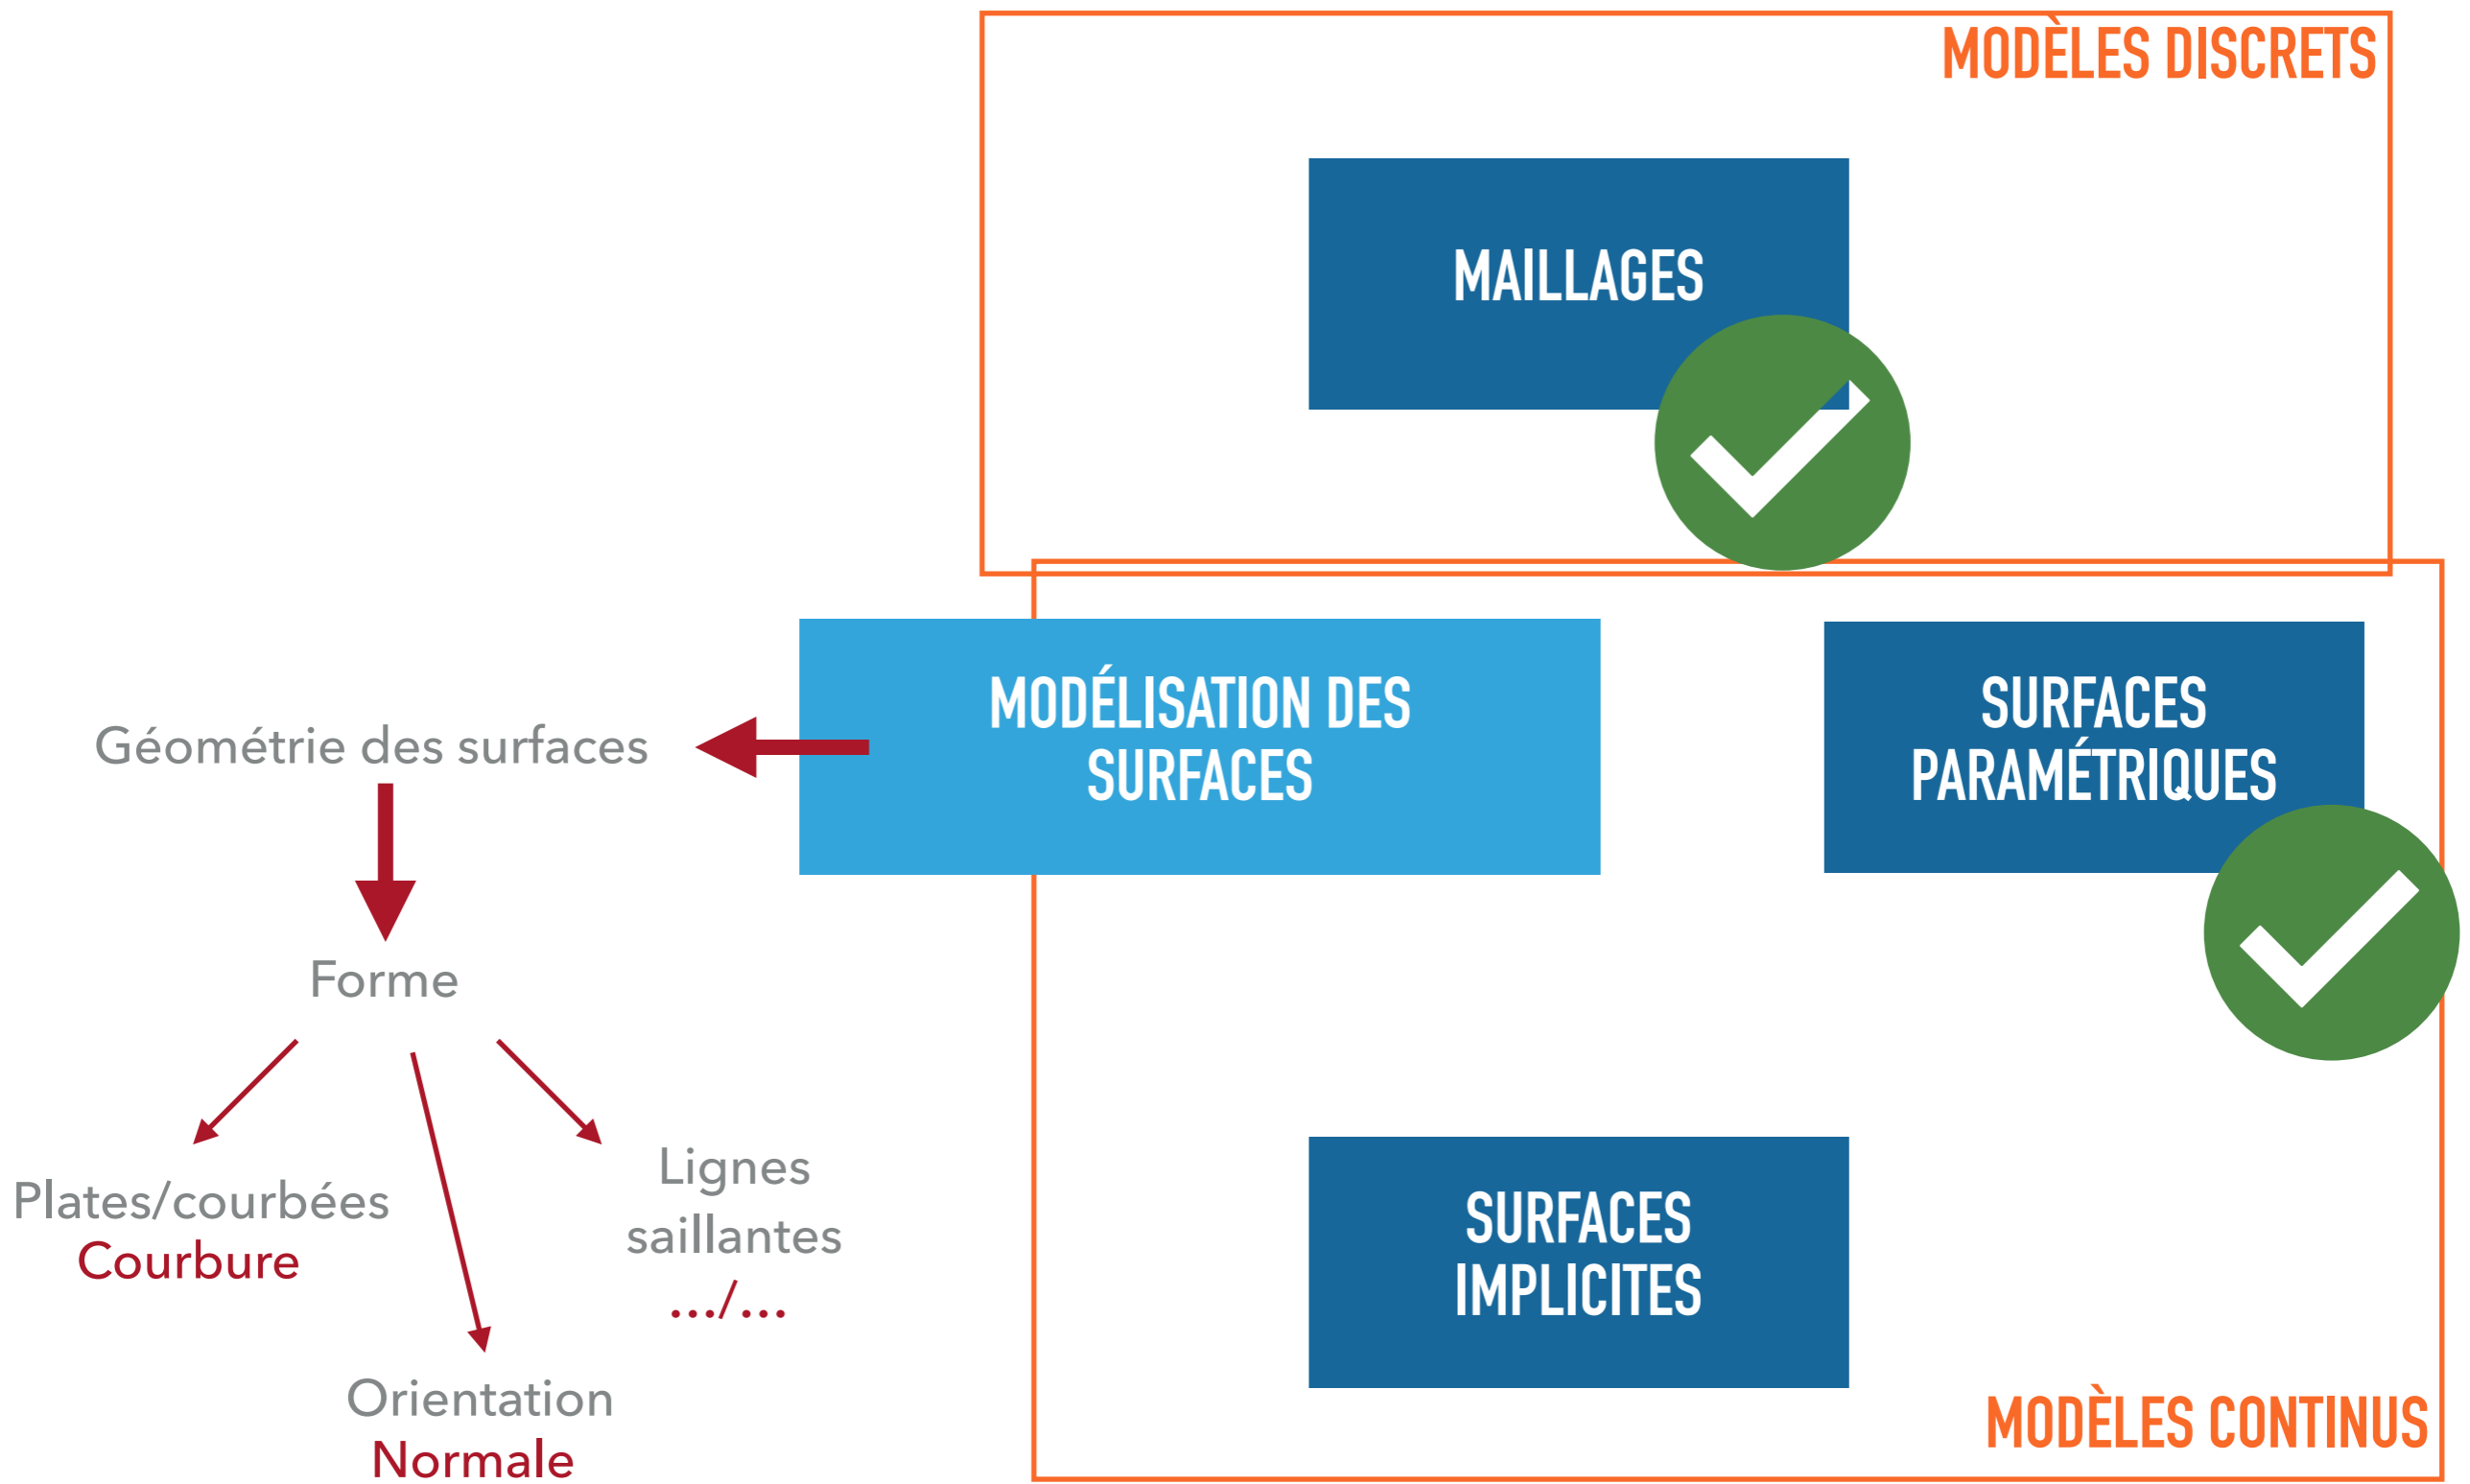 MODÈLES DISCRETS
MAILLAGES
MODÉLISATION DES
SURFACES
SURFACES
PARAMÉTRIQUES
Géométrie des surfaces
Forme
Plates/courbées
Courbure
Lignes
saillantes
.../...
Orientation
Normale
SURFACES
IMPLICITES
MODÈLES CONTINUS